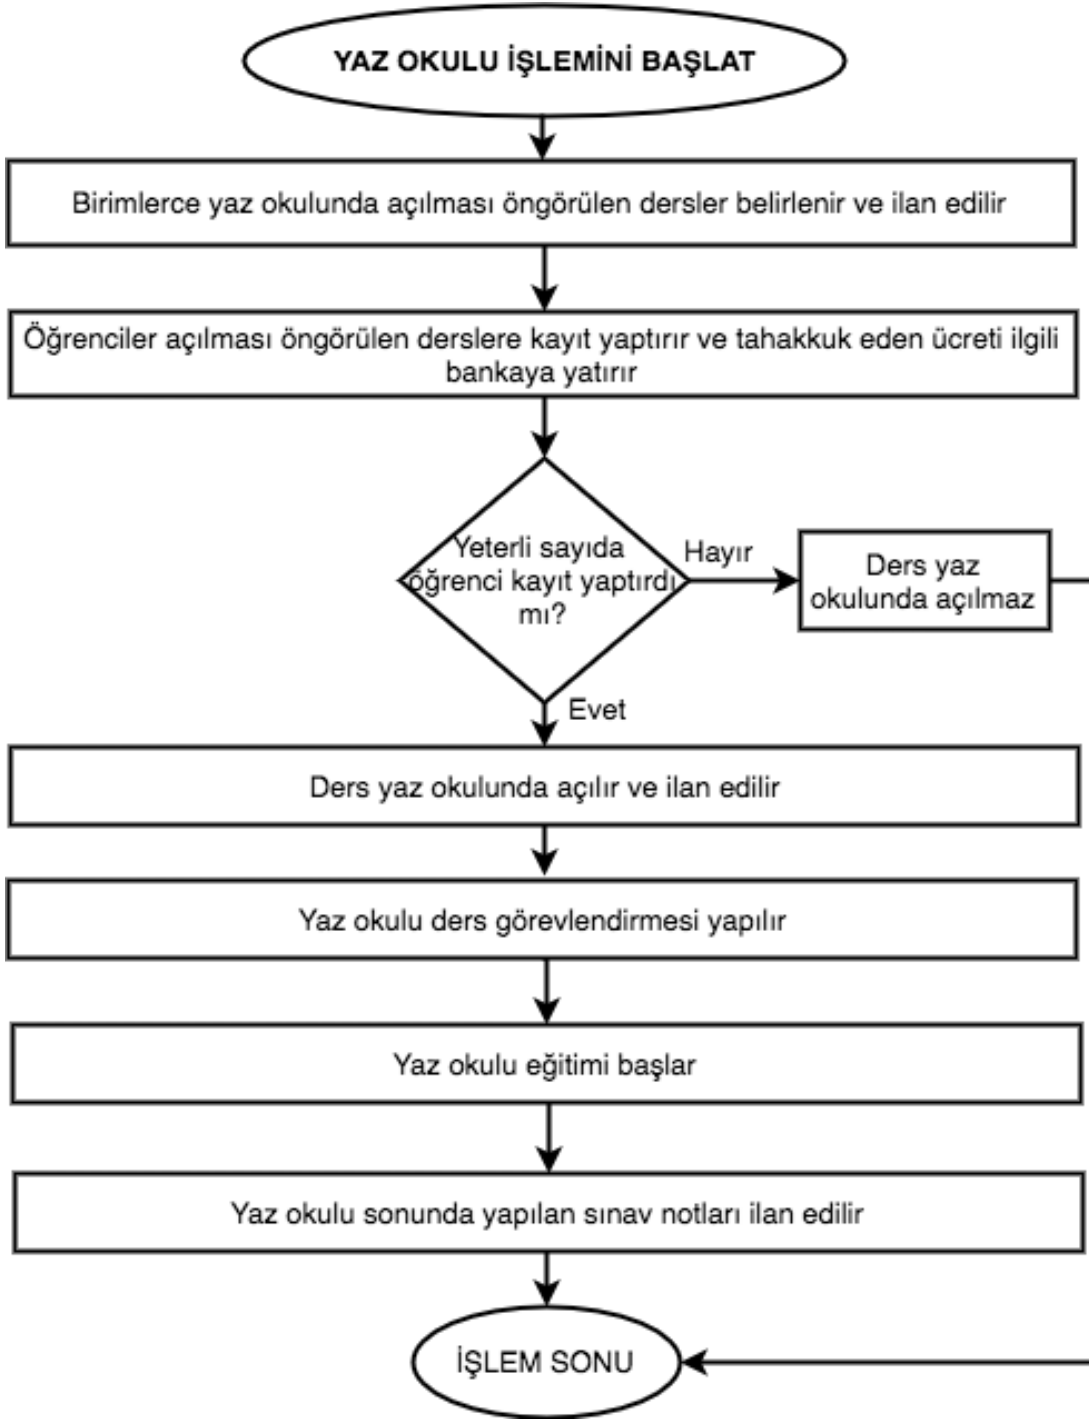 YAZ OKULU İŞLEMİNİ BAŞLAT
Birimlerce yaz okulunda açılması öngörülen dersler belirlenir ve ilan edilir
Öğrenciler açılması öngörülen derslere kayıt yaptırır ve tahakkuk eden ücreti ilgili
bankaya yatırır
Yeterli sayıda
öğrenci kayıt yaptırdı
mı?
Hayır
Ders yaz
okulunda açılmaz
Evet
Ders yaz okulunda açılır ve ilan edilir
Yaz okulu ders görevlendirmesi yapılır
Yaz okulu eğitimi başlar
Yaz okulu sonunda yapılan sınav notları ilan edilir
İŞLEM SONU